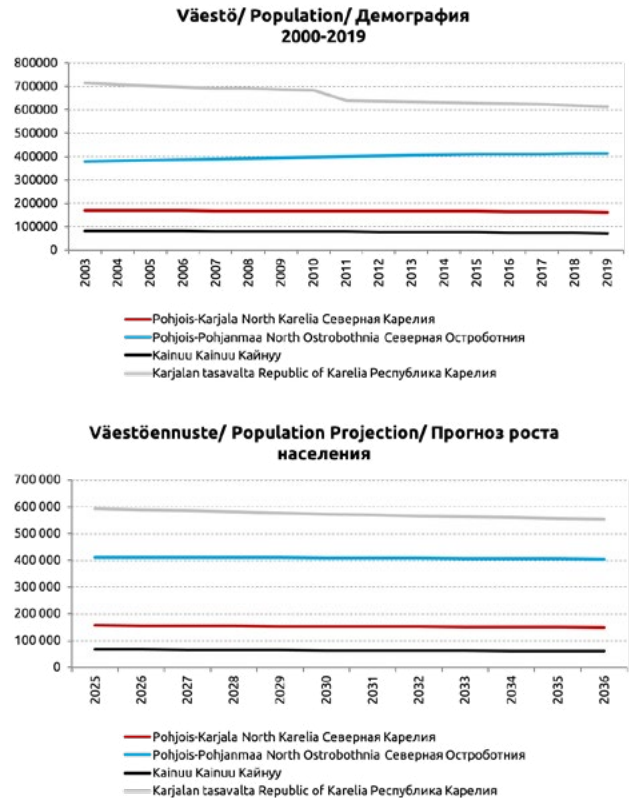 Väestö/ Population/ Демография
2000-2019
800000
700000
600000
500000
400000
300000
200000
100000
0
2003 2004 2005 2006 2007 2008 2009 2010 2011 2012 2013 2014 2015 2016 2017 2018 2019
Pohjois-Karjala North Karelia Северная Карелия
Pohjois-Pohjanmaa North Ostrobothnia Северная Остроботния
Kainuu Kainuu Кайнуу
Karjalan tasavalta Republic of Karelia Республика Карелия
Väestöennuste/ Population Projection/ Прогноз роста
населения
700 000
600 000
500 000
400 000
300 000
200 000
100 000
0
2025 2026 2027 2028 2029 2030 2031 2032 2033 2034 2035 2036
Pohjois-Karjala North Karelia Северная Карелия
Pohjois-Pohjanmaa North Ostrobothnia Северная Остроботния
Kainuu Kainuu Кайнуу
Karjalan tasavalta Republic of Karelia Республика Карелия